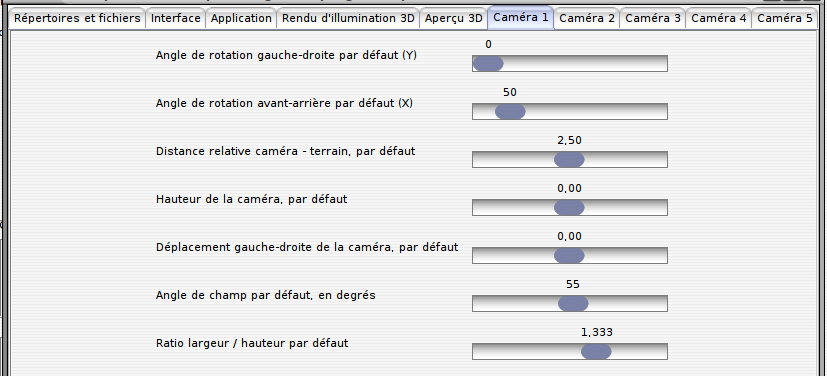 Répertoires et fichiers Interface Application Rendu d'illumination 3D Aperçu 3D Caméra 1 Caméra 2 Caméra 3 Caméra 4 Caméra 5
0
Angle de rotation gauche-droite par défaut (Y)
50
Angle de rotation avant-arrière par défaut (X)
2,50
Distance relative caméra - terrain, par défaut
0,00
Hauteur de la caméra, par défaut
0,00
Déplacement gauche-droite de la caméra, par défaut
55
Angle de champ par défaut, en degrés
1,333
Ratio largeur / hauteur par défaut